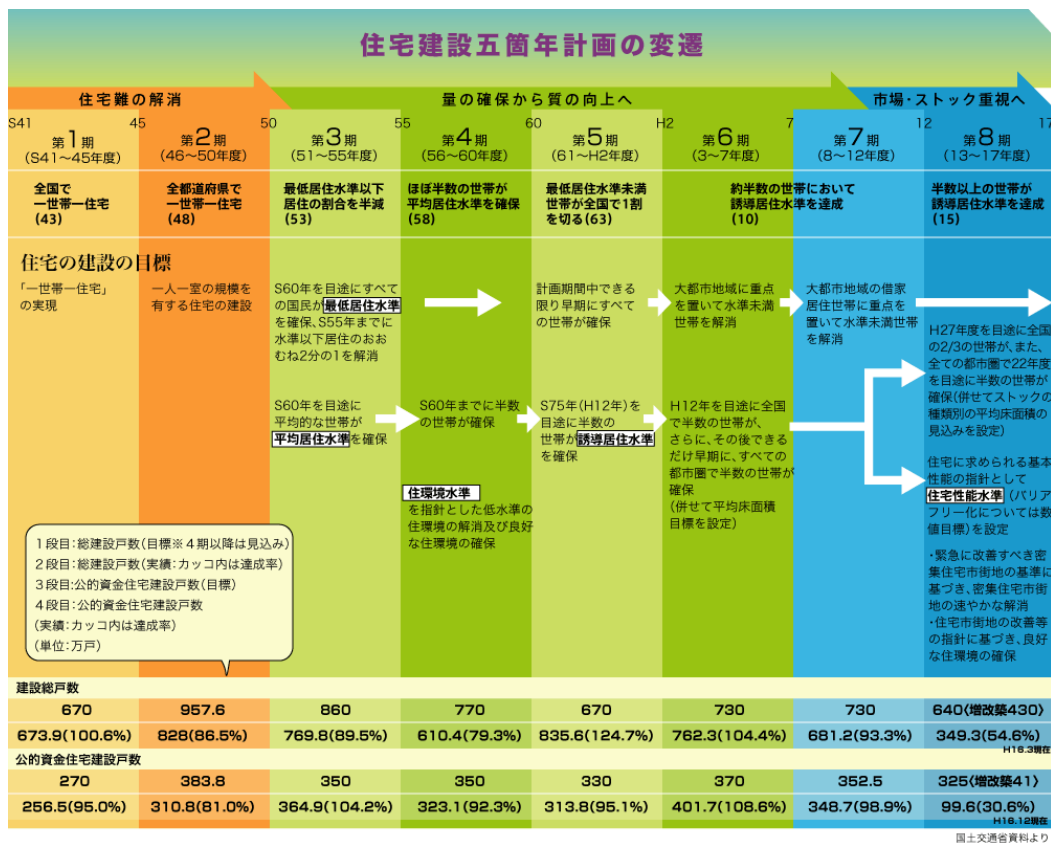 住宅建設五箇年計画の変遷
住宅難の解消
量の確保から質の向上へ
市場・ストック重視へ
S41
45
50
55
60
H2
7
12
17
第1期
(S41〜45年度)
第2期
(46〜50年度)
第3期
(51〜55年度)
第4期
(56〜60年度)
第5期
(61〜H2年度)
第6期
(3〜7年度)
第7期
(8〜12年度)
第8期
(13〜17年度)
全国で
一世帯一住宅
(43)
全都道府県で
一世帯一住宅
(48)
最低居住水準以下
居住の割合を半減
(53)
ほぼ半数の世帯が
平均居住水準を確保
(58)
最低居住水準未満
世帯が全国で1割
を切る(63)
約半数の世帯において
誘導居住水準を達成
(10)
半数以上の世帯が
誘導居住水準を達成
(15)
住宅の建設の目標
「一世帯一住宅」
の実現
一人一室の規模を
有する住宅の建設
S60年を目途にすべて
の国民が最低居住水準
を確保、S55年までに
水準以下居住のおお
むね2分の1を解消
計画期間中できる
限り早期にすべて
の世帯が確保
大都市地域に重点
を置いて水準未満
世帯を解消
大都市地域の借家
居住世帯に重点を
置いて水準未満世帯
を解消
S60年を目途に
平均的な世帯が
平均居住水準を確保
S60年までに半数
の世帯が確保
S75年(H12年)を
目途に半数の
世帯が誘導居住水準
を確保
H12年を目途に全国
で半数の世帯が、
さらに、その後できる
だけ早期に、すべての
都市圏で半数の世帯が
確保
(併せて平均床面積
目標を設定)
H27年度を目途に全国
の2/3の世帯が、また、
全ての都市圏で22年度
を目途に半数の世帯が
確保(併せてストックの
種類別の平均床面積の
見込みを設定)
住環境水準
を指針とした低水準の
住環境の解消及び良好
な住環境の確保
住宅に求められる基本
性能の指針として
住宅性能水準(バリア
フリー化については数
値目標)を設定
・緊急に改善すべき密
集住宅市街地の基準に
基づき、密集住宅市街
地の速やかな解消
・住宅市街地の改善等
の指針に基づき、良好
な住環境の確保
1段目:総建設戸数(目標※4期以降は見込み)
2段目:総建設戸数(実績:カッコ内は達成率)
3段目:公的資金住宅建設戸数(目標)
4段目:公的資金住宅建設戸数
(実績:カッコ内は達成率)
(単位:万戸)
建設総戸数
670 957.6 860 770 670 730 730 640〈増改築430〉
673.9(100.6%) 828(86.5%) 769.8(89.5%) 610.4(79.3%) 835.6(124.7%) 762.3(104.4%) 681.2(93.3%) 349.3(54.6%)
H16.3現在
公的資金住宅建設戸数
270 383.8 350 350 330 370 352.5 325〈増改築41〉
256.5(95.0%) 310.8(81.0%) 364.9(104.2%) 323.1(92.3%) 313.8(95.1%) 401.7(108.6%) 348.7(98.9%) 99.6(30.6%)
H16.12現在
国土交通省資料より